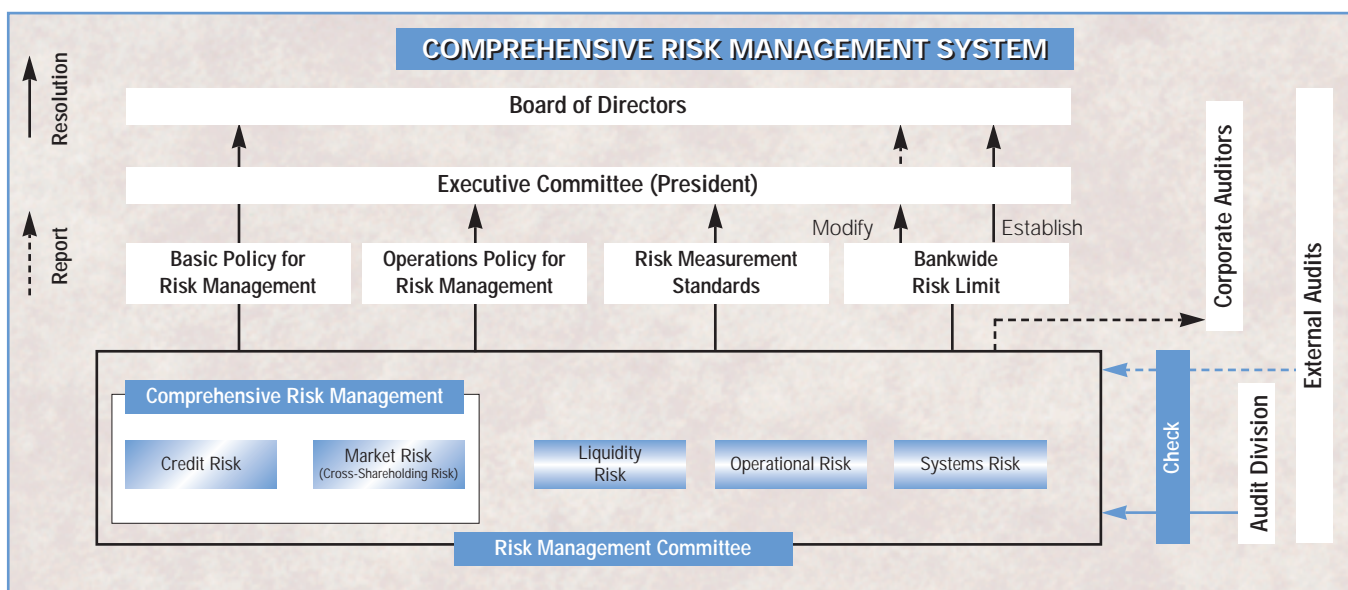 COMPREHENSIVE RISK MANAGEMENT SYSTEM
Resolution
Report
Board of Directors
Executive Committee (President)
Modify
Establish
Basic Policy for
Risk Management
Operations Policy for
Risk Management
Risk Measurement
Standards
Bankwide
Risk Limit
Corporate Auditors
External Audits
Comprehensive Risk Management
Credit Risk
Market Risk
(Cross-Shareholding Risk)
Liquidity
Risk
Operational Risk
Systems Risk
Check
Audit Division
Risk Management Committee